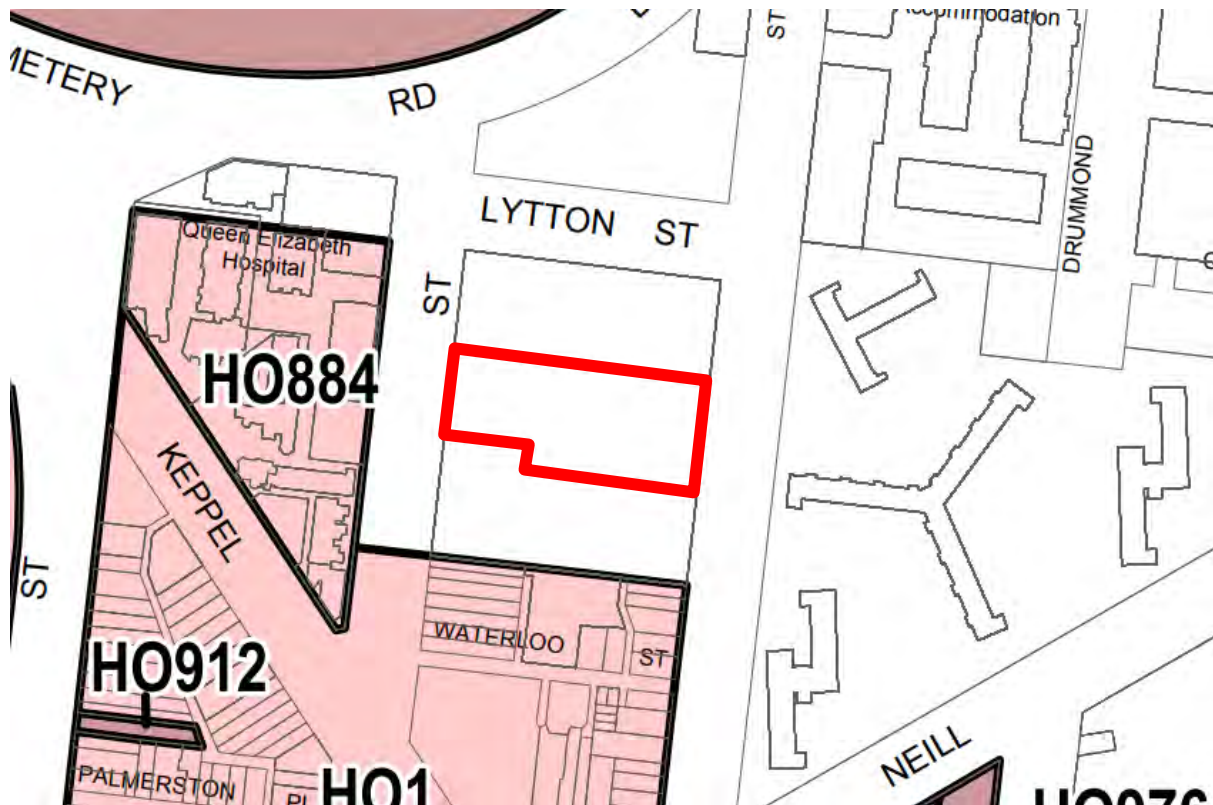 Accommodation
ST
METERY
RD
LYTTON ST
DRUMMOND
Queen Elizabeth
Hospital
ST
HO884
KEPPEL
ST
WATERLOO
ST
HO912
NEILL
PALMERSTON
PL
HO1